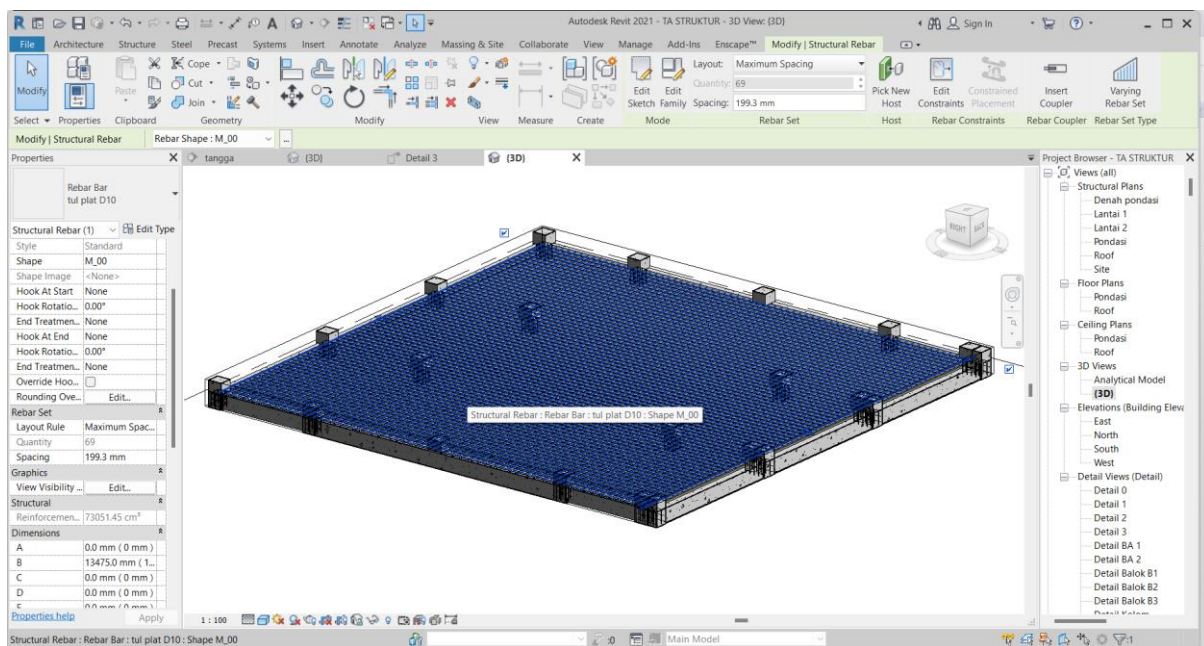 Autodesk Revit 2021 - TA STRUKTUR - 3D View: {3D}
Sign In
File Architecture Structure Steel Precast Systems Insert Annotate Analyze Massing & Site Collaborate View Manage Add-Ins Enscape™ Modify | Structural Rebar
Modify
Paste
Cope
Cut
Join
Edit Sketch
Edit Family
Layout: Maximum Spacing
Quantity: 69
Spacing: 199.3 mm
Pick New Host
Edit Constraints
Constrained Placement
Insert Coupler
Varying Rebar Set
Select Properties Clipboard Geometry Modify View Measure Create Mode Rebar Set Host Rebar Constraints Rebar Coupler Rebar Set Type
Modify | Structural Rebar Rebar Shape : M_00 ...
Properties
tangga {3D} Detail 3 {3D}
Rebar Bar
tul plat D10
Structural Rebar (1) Edit Type
Style Standard
Shape M_00
Shape Image <None>
Hook At Start None
Hook Rotatio... 0.00°
End Treatmen... None
Hook At End None
Hook Rotatio... 0.00°
End Treatmen... None
Override Hoo...
Rounding Ove... Edit...
Rebar Set
Layout Rule Maximum Spac...
Quantity 69
Spacing 199.3 mm
Graphics
View Visibility ... Edit...
Structural
Reinforcemen... 73051.45 cm³
Dimensions
A 0.0 mm ( 0 mm )
B 13475.0 mm ( 1...
C 0.0 mm ( 0 mm )
D 0.0 mm ( 0 mm )
Properties help Apply
RIGHT BACK
Structural Rebar : Rebar Bar : tul plat D10 : Shape M_00
Project Browser - TA STRUKTUR
Views (all)
Structural Plans
Denah pondasi
Lantai 1
Lantai 2
Pondasi
Roof
Site
Floor Plans
Pondasi
Roof
Ceiling Plans
Pondasi
Roof
3D Views
Analytical Model
{3D}
Elevations (Building Eleva
East
North
South
West
Detail Views (Detail)
Detail 0
Detail 1
Detail 2
Detail 3
Detail BA 1
Detail BA 2
Detail Balok B1
Detail Balok B2
Detail Balok B3
1 : 100
Structural Rebar : Rebar Bar : tul plat D10 : Shape M_00
:0
Main Model
:1